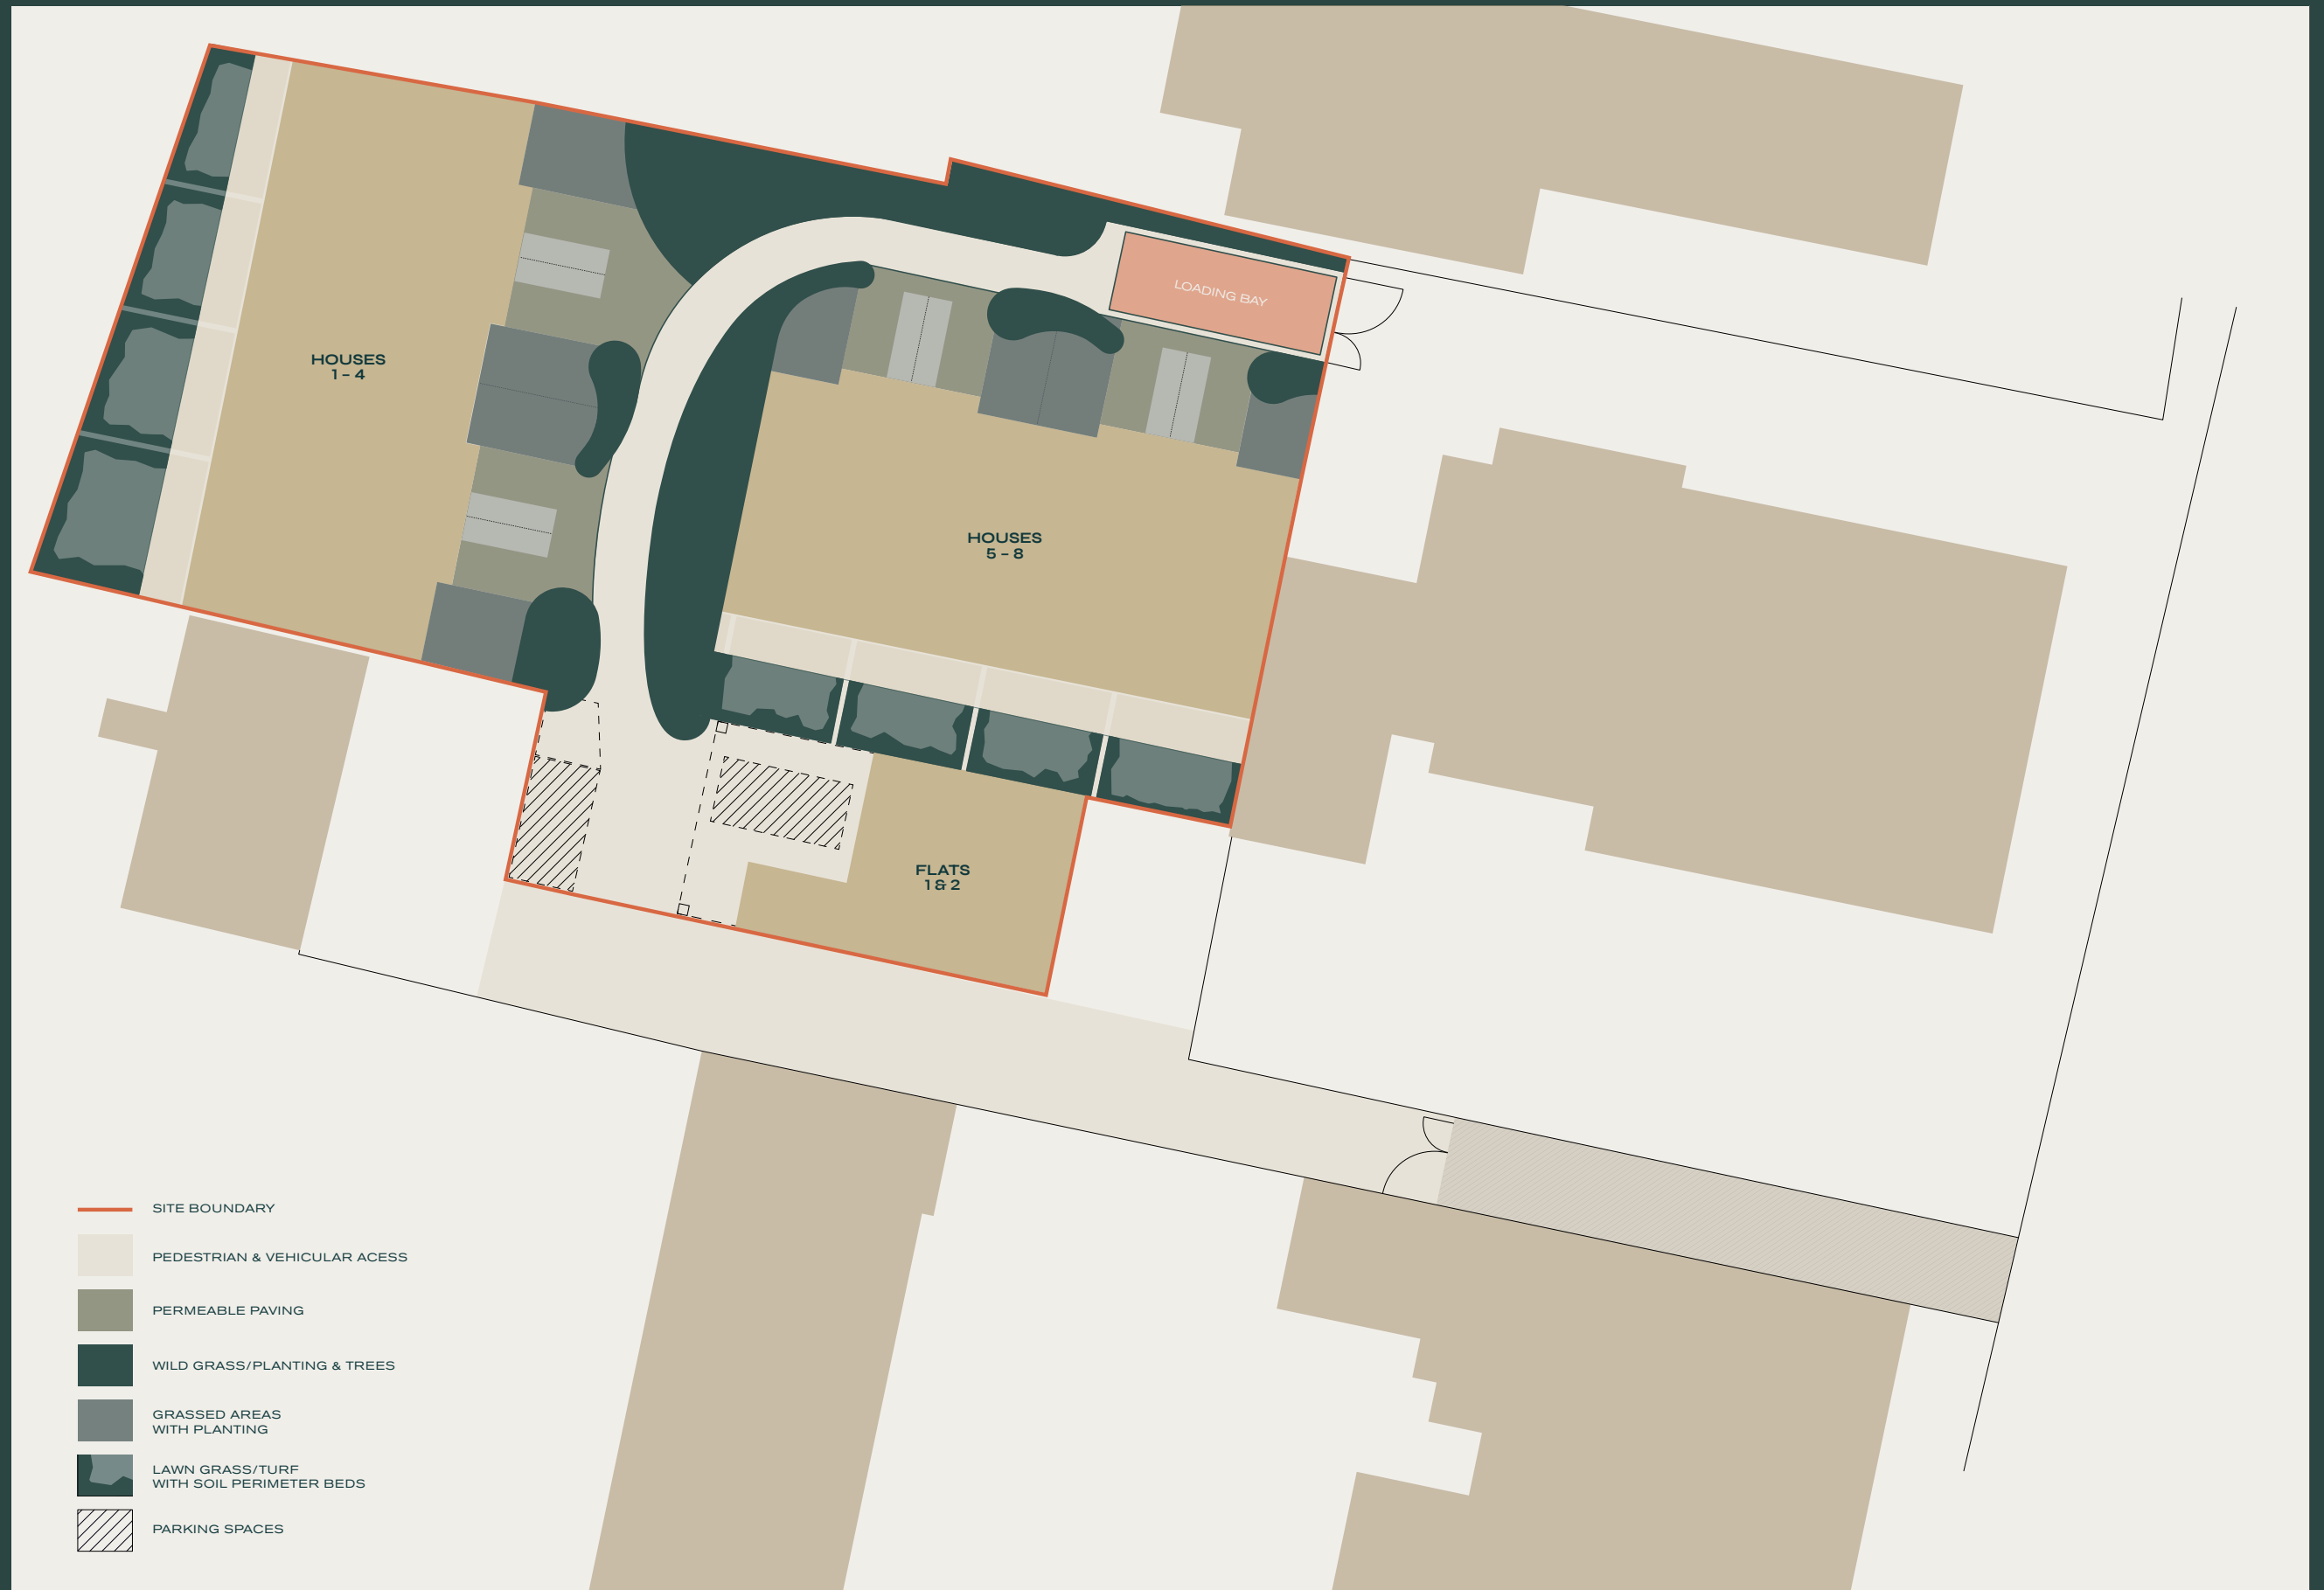 LOADING BAY
HOUSES
1 – 4
HOUSES
5 – 8
FLATS
1 & 2
SITE BOUNDARY
PEDESTRIAN & VEHICULAR ACESS
PERMEABLE PAVING
WILD GRASS/PLANTING & TREES
GRASSED AREAS
WITH PLANTING
LAWN GRASS/TURF
WITH SOIL PERIMETER BEDS
PARKING SPACES